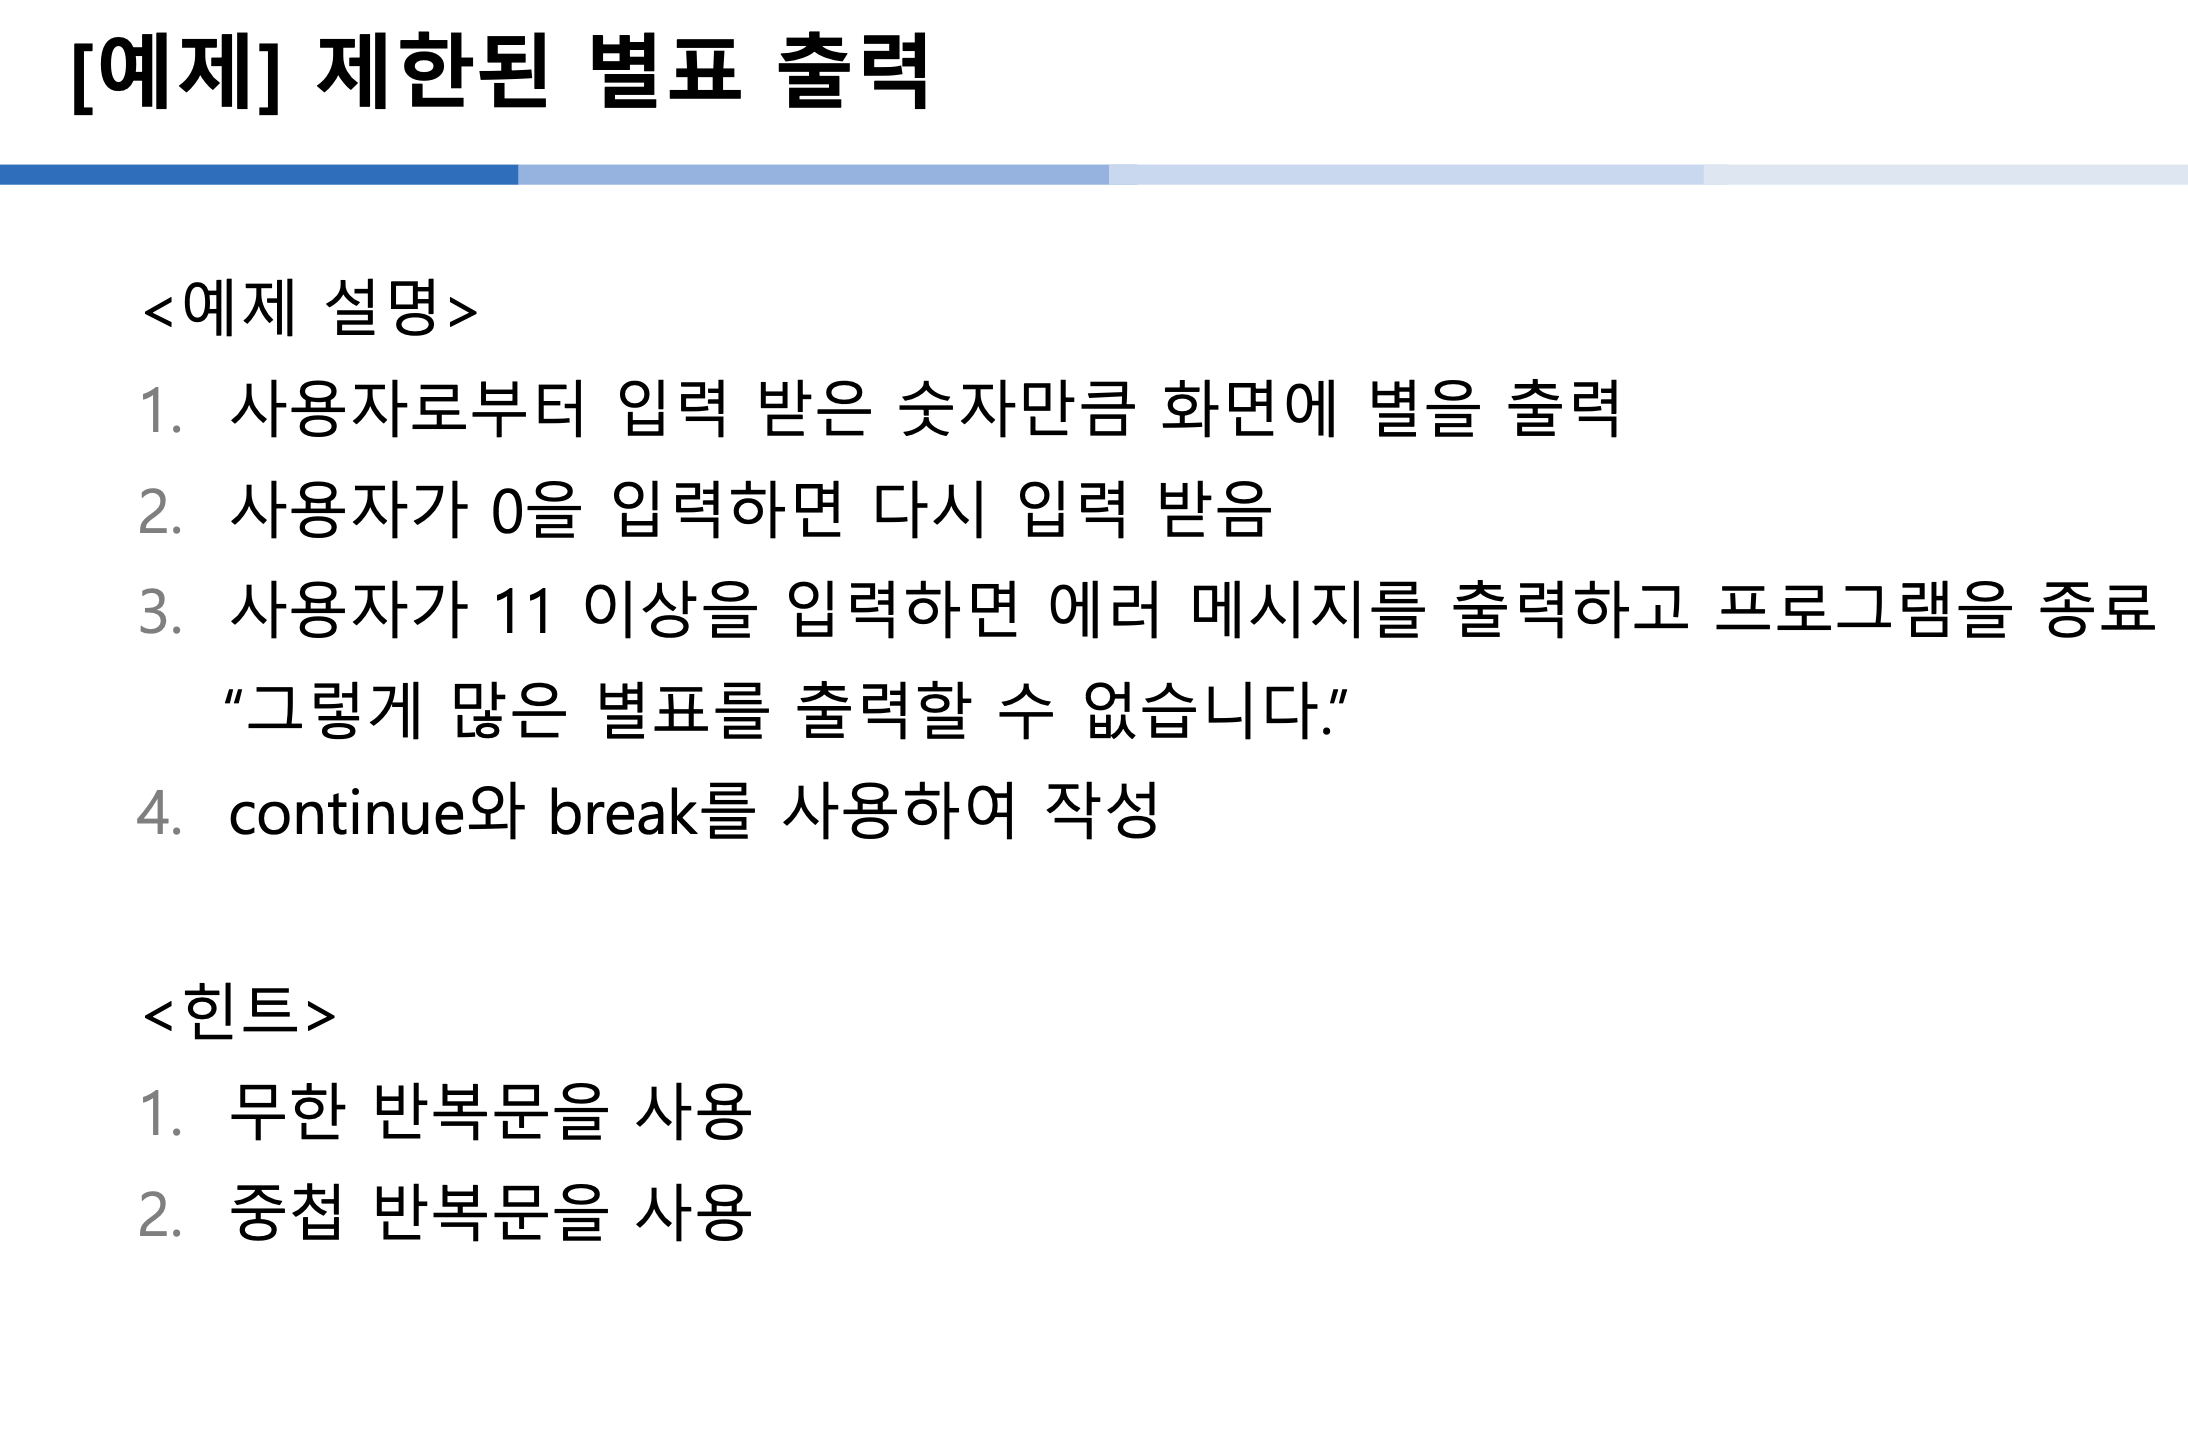 [예제] 제한된 별표 출력
<예제 설명>
1. 사용자로부터 입력 받은 숫자만큼 화면에 별을 출력
2. 사용자가 0을 입력하면 다시 입력 받음
3. 사용자가 11 이상을 입력하면 에러 메시지를 출력하고 프로그램을 종료
“그렇게 많은 별표를 출력할 수 없습니다.”
4. continue와 break를 사용하여 작성
<힌트>
1. 무한 반복문을 사용
2. 중첩 반복문을 사용